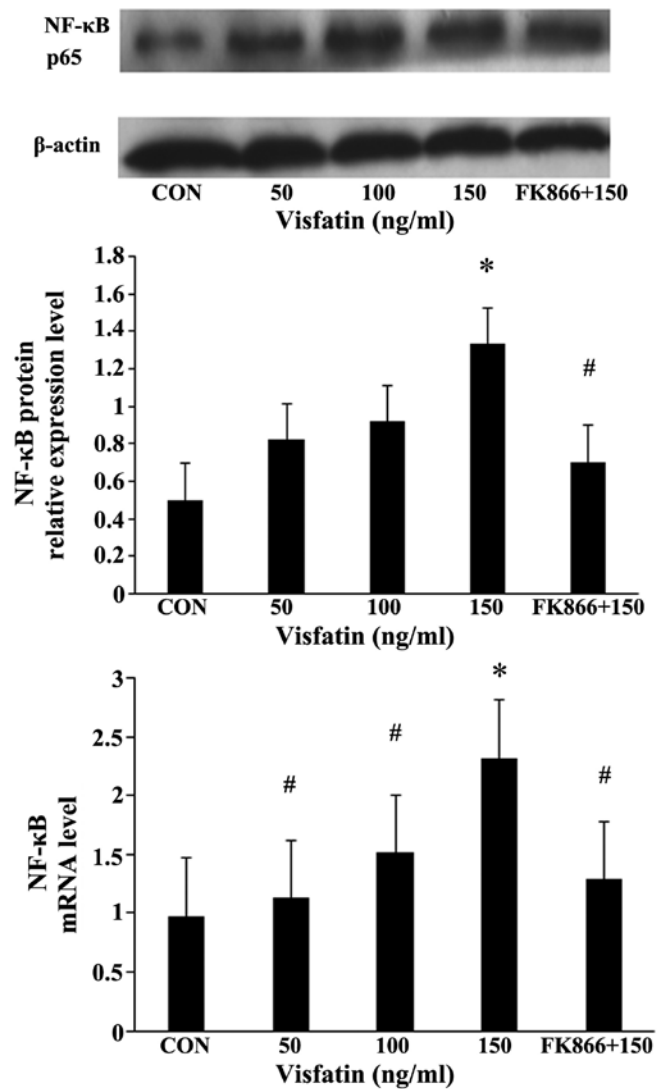 NF-κB
p65
β-actin
CON 50 100 150 FK866+150
Visfatin (ng/ml)
NF-κB protein
relative expression level
1.8
1.6
1.4
1.2
1
0.8
0.6
0.4
0.2
0
*
#
CON 50 100 150 FK866+150
Visfatin (ng/ml)
NF-κB
mRNA level
3
2.5
2
1.5
1
0.5
0
#
#
*
#
CON 50 100 150 FK866+150
Visfatin (ng/ml)